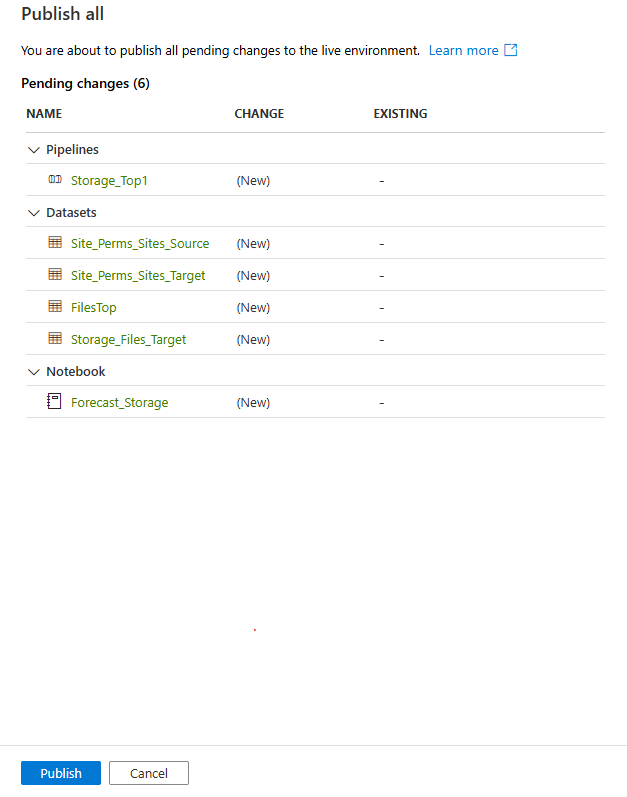 Publish all
You are about to publish all pending changes to the live environment. Learn more
Pending changes (6)
NAME CHANGE EXISTING
Pipelines
Storage_Top1 (New) -
Datasets
Site_Perms_Sites_Source (New) -
Site_Perms_Sites_Target (New) -
FilesTop (New) -
Storage_Files_Target (New) -
Notebook
Forecast_Storage (New) -
Publish Cancel